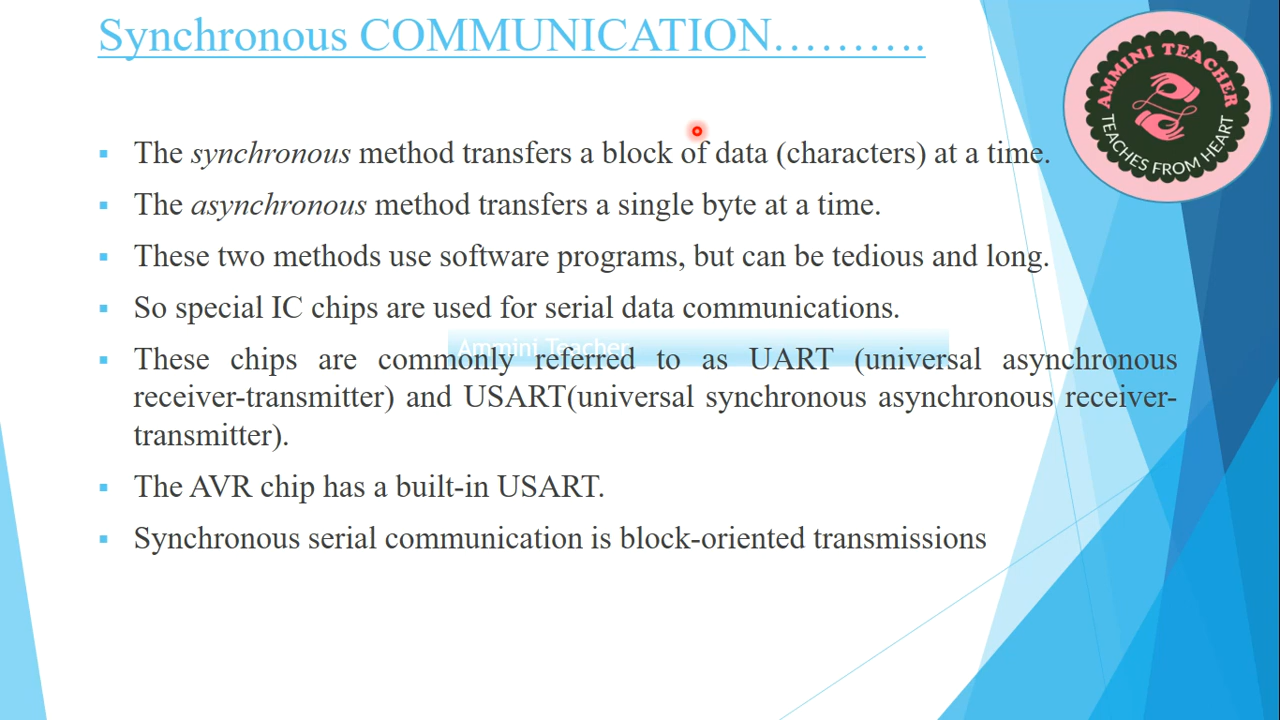 Synchronous COMMUNICATION……….
AMMINI TEACHER
TEACHES FROM HEART
The synchronous method transfers a block of data (characters) at a time.
The asynchronous method transfers a single byte at a time.
These two methods use software programs, but can be tedious and long.
So special IC chips are used for serial data communications.
Ammini Teacher
These chips are commonly referred to as UART (universal asynchronous
receiver-transmitter) and USART(universal synchronous asynchronous receiver-
transmitter).
The AVR chip has a built-in USART.
Synchronous serial communication is block-oriented transmissions